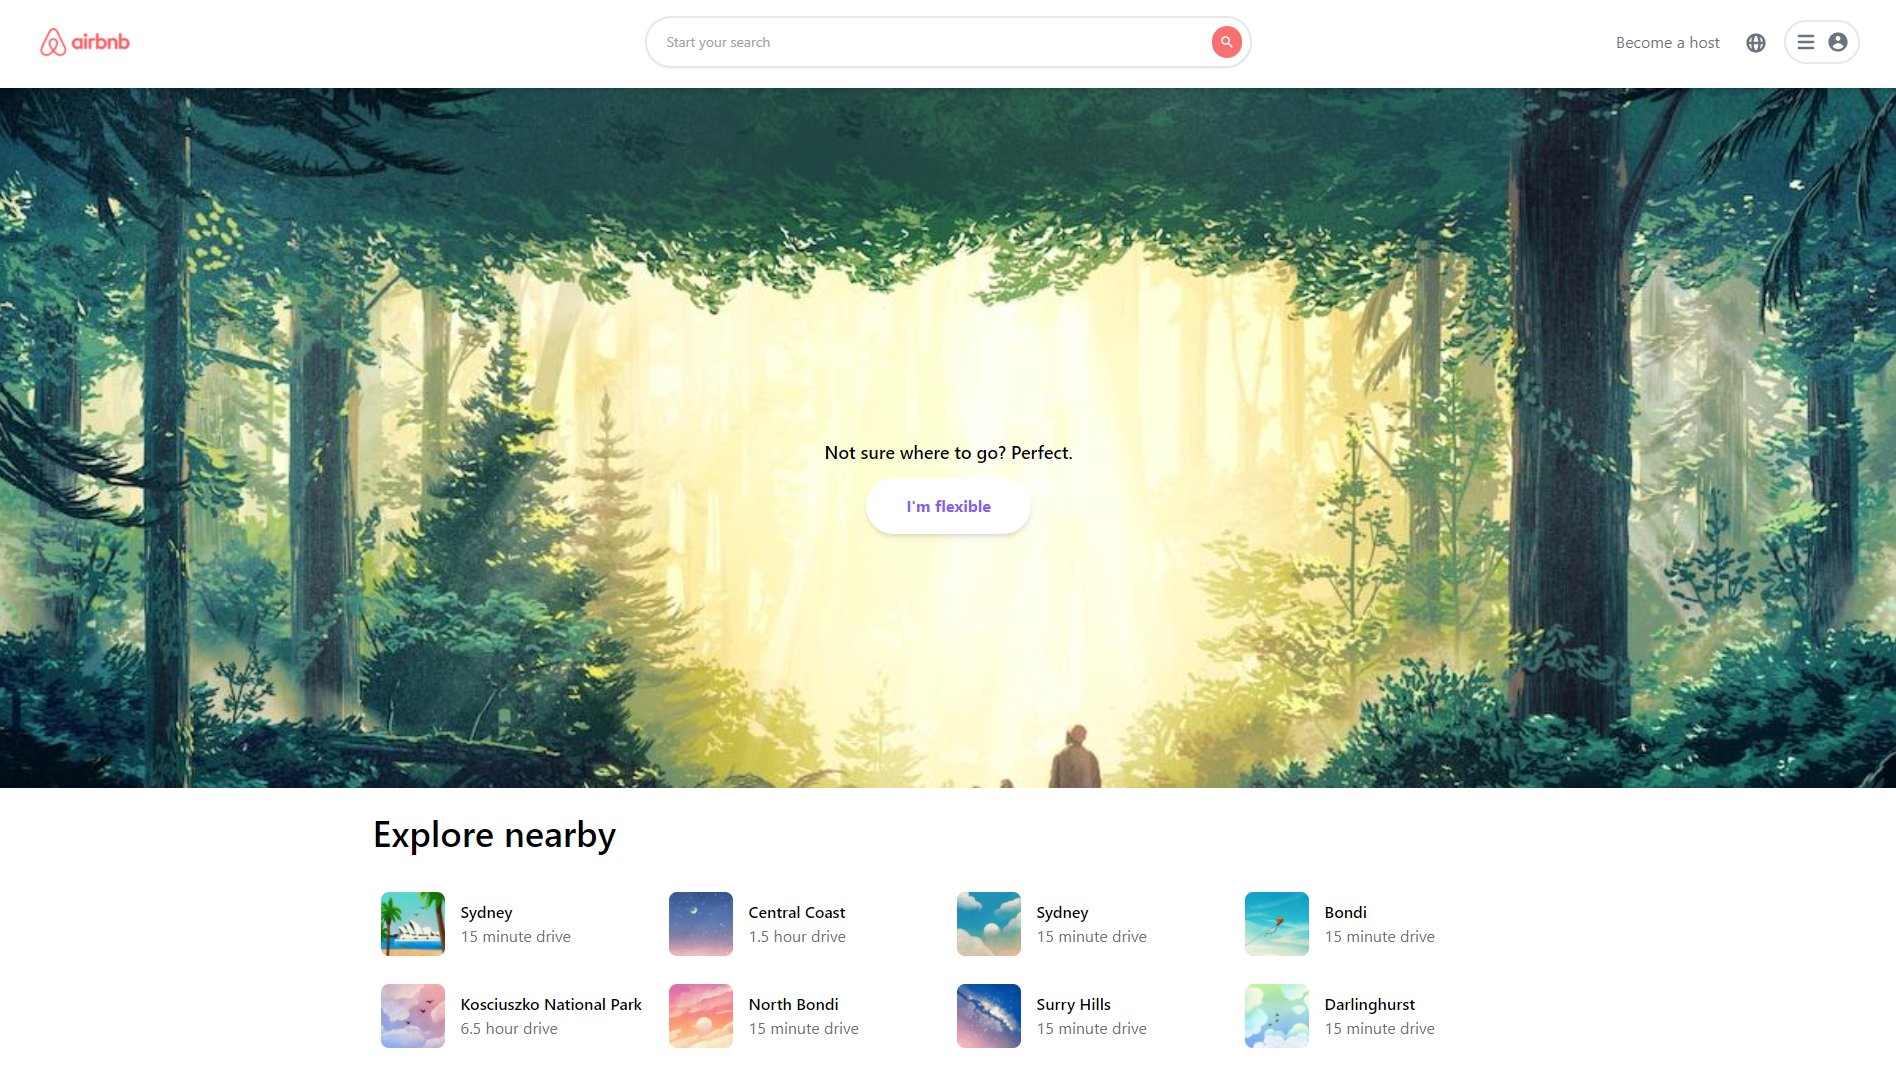 airbnb
Start your search
Become a host
Not sure where to go? Perfect.
I'm flexible
Explore nearby
Sydney
15 minute drive
Central Coast
1.5 hour drive
Sydney
15 minute drive
Bondi
15 minute drive
Kosciuszko National Park
6.5 hour drive
North Bondi
15 minute drive
Surry Hills
15 minute drive
Darlinghurst
15 minute drive